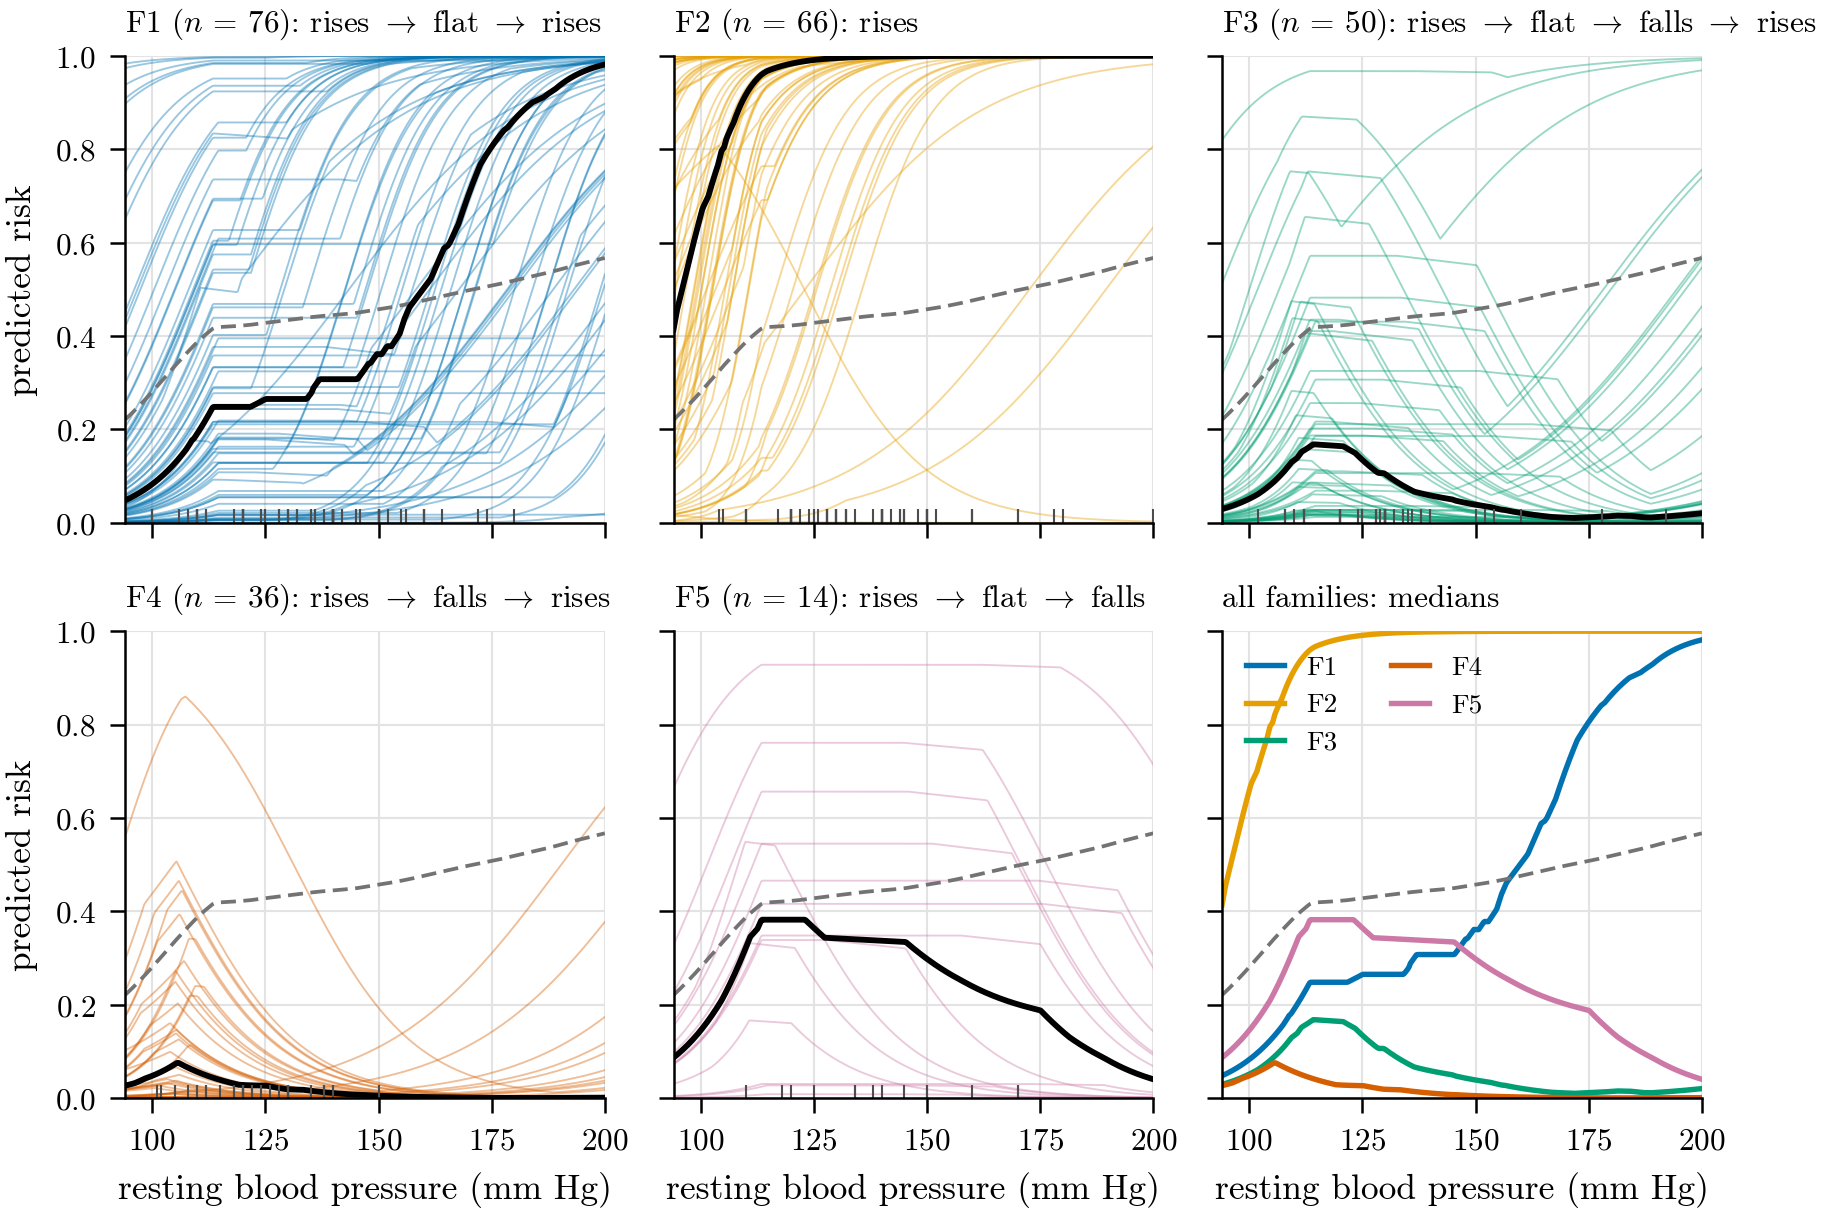 F1 (n = 76): rises → flat → rises
F2 (n = 66): rises
F3 (n = 50): rises → flat → falls → rises
1.0
0.8
0.6
0.4
0.2
0.0
predicted risk
F4 (n = 36): rises → falls → rises
F5 (n = 14): rises → flat → falls
all families: medians
1.0
0.8
0.6
0.4
0.2
0.0
predicted risk
F1
F2
F3
F4
F5
100 125 150 175 200
100 125 150 175 200
100 125 150 175 200
resting blood pressure (mm Hg)
resting blood pressure (mm Hg)
resting blood pressure (mm Hg)